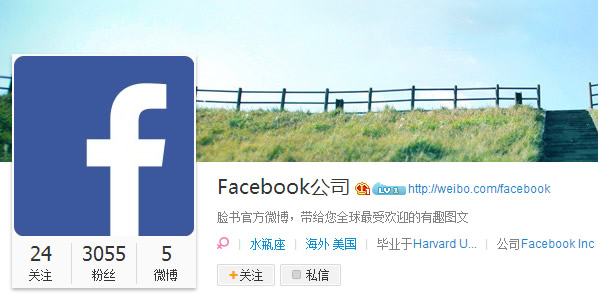 f
Facebook公司 LV 1 http://weibo.com/facebook
脸书官方微博，带给您全球最受欢迎的有趣图文
水瓶座 | 海外 美国 | 毕业于Harvard U... | 公司Facebook Inc
24 3055 5
关注 粉丝 微博
+关注 私信